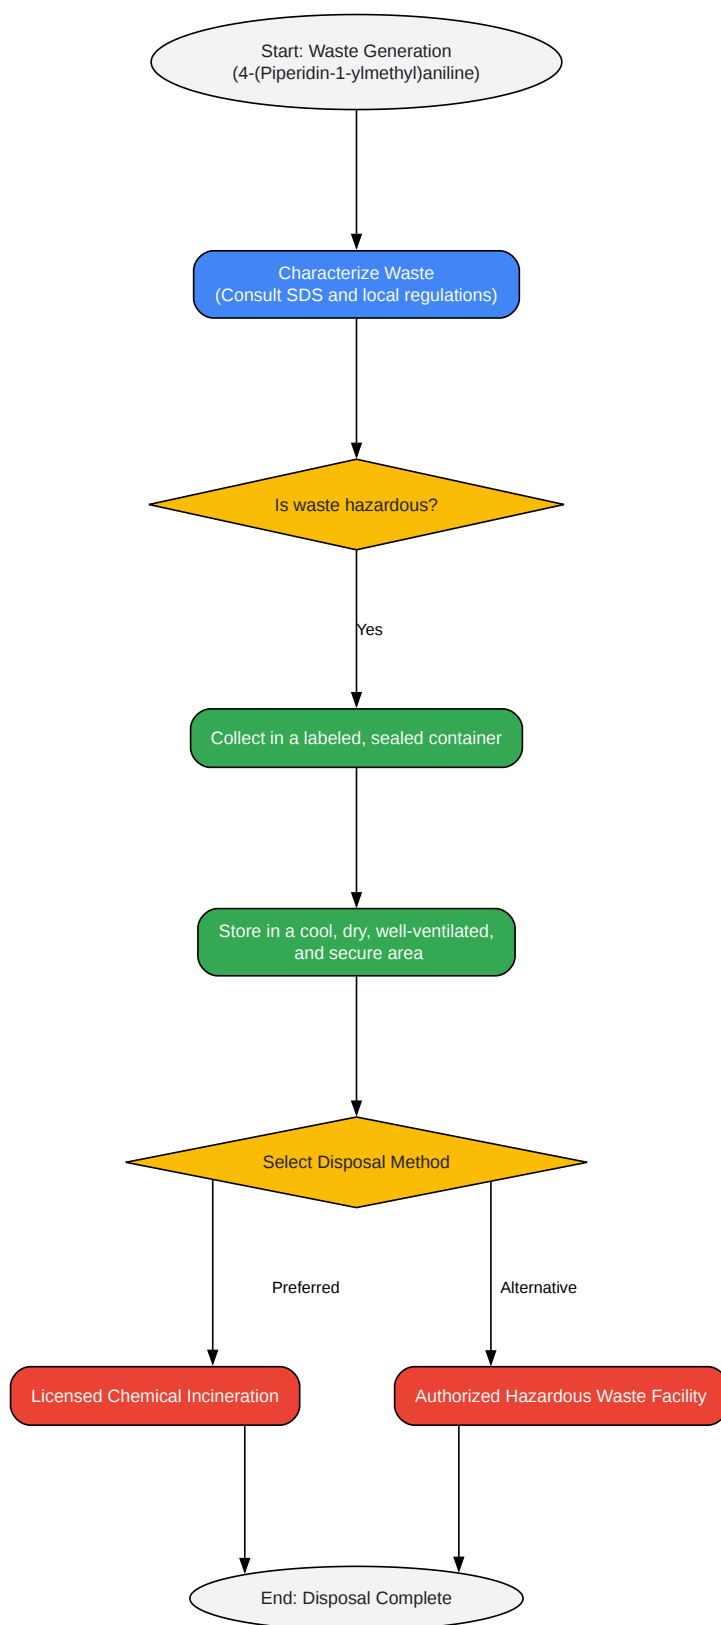 Start: Waste Generation
(4-(Piperidin-1-ylmethyl)aniline)
Characterize Waste
(Consult SDS and local regulations)
Is waste hazardous?
Yes
Collect in a labeled, sealed container
Store in a cool, dry, well-ventilated,
and secure area
Select Disposal Method
Preferred
Alternative
Licensed Chemical Incineration
Authorized Hazardous Waste Facility
End: Disposal Complete